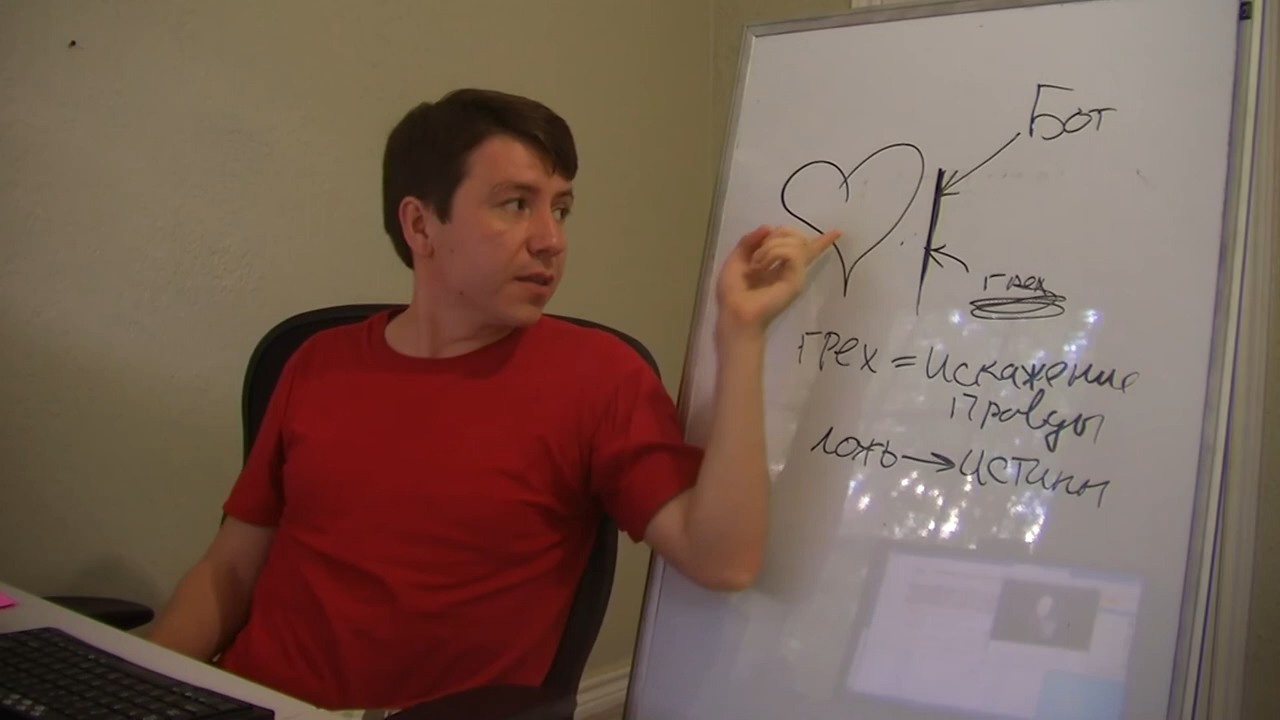 Бог
грех
грех = Искажение
Правды
ложь → истины